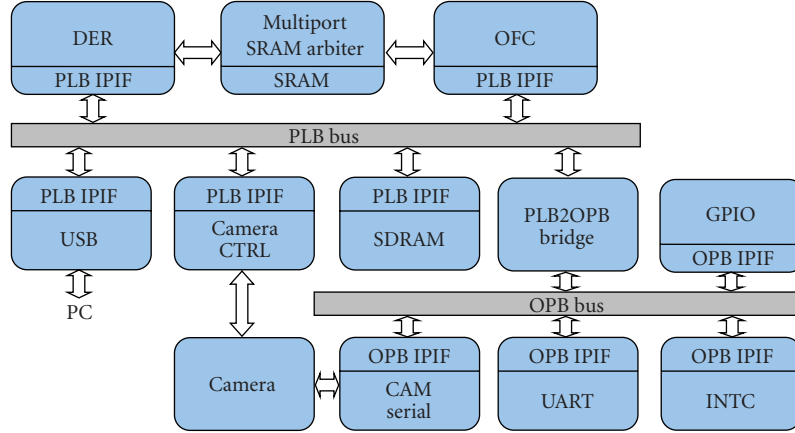 DER
PLB IPIF
Multiport
SRAM arbiter
SRAM
OFC
PLB IPIF
PLB bus
PLB IPIF
USB
PC
PLB IPIF
Camera
CTRL
PLB IPIF
SDRAM
PLB2OPB
bridge
GPIO
OPB IPIF
OPB bus
Camera
OPB IPIF
CAM
serial
OPB IPIF
UART
OPB IPIF
INTC